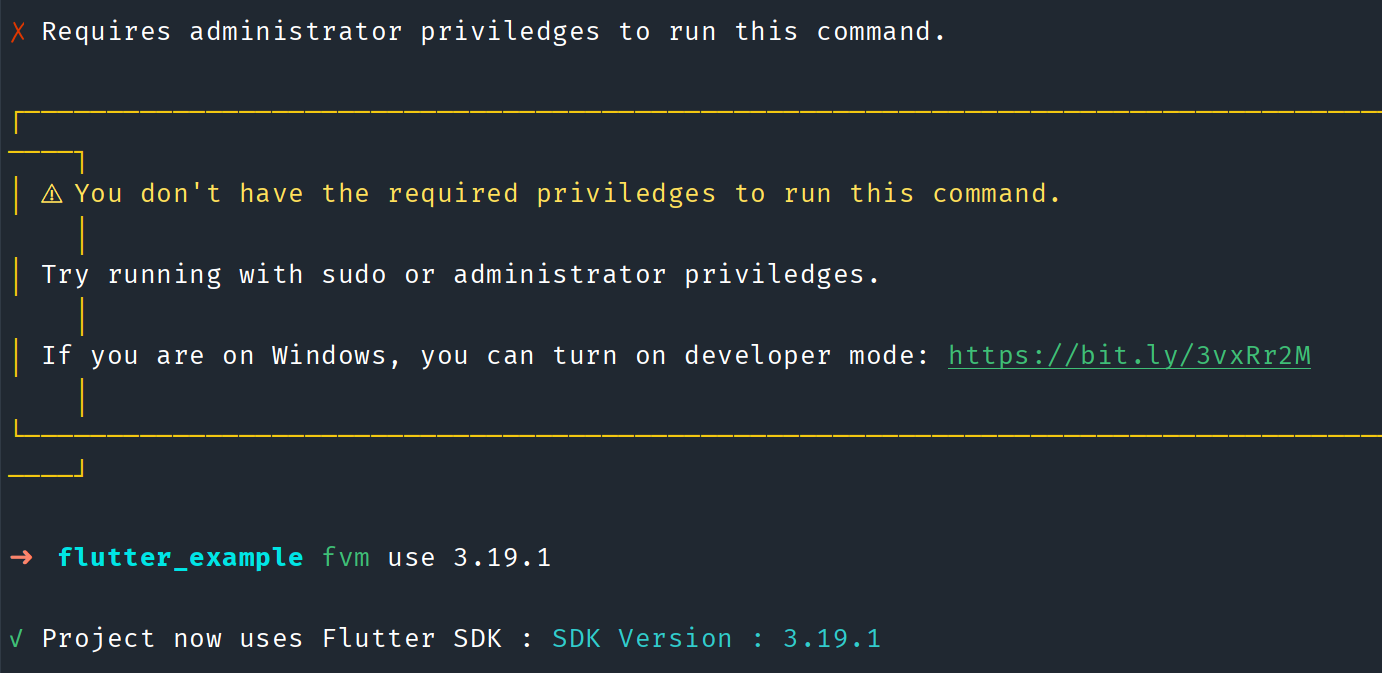 ✗ Requires administrator priviledges to run this command.
⚠ You don't have the required priviledges to run this command.
Try running with sudo or administrator priviledges.
If you are on Windows, you can turn on developer mode: https://bit.ly/3vxRr2M
➜ flutter_example fvm use 3.19.1
√ Project now uses Flutter SDK : SDK Version : 3.19.1